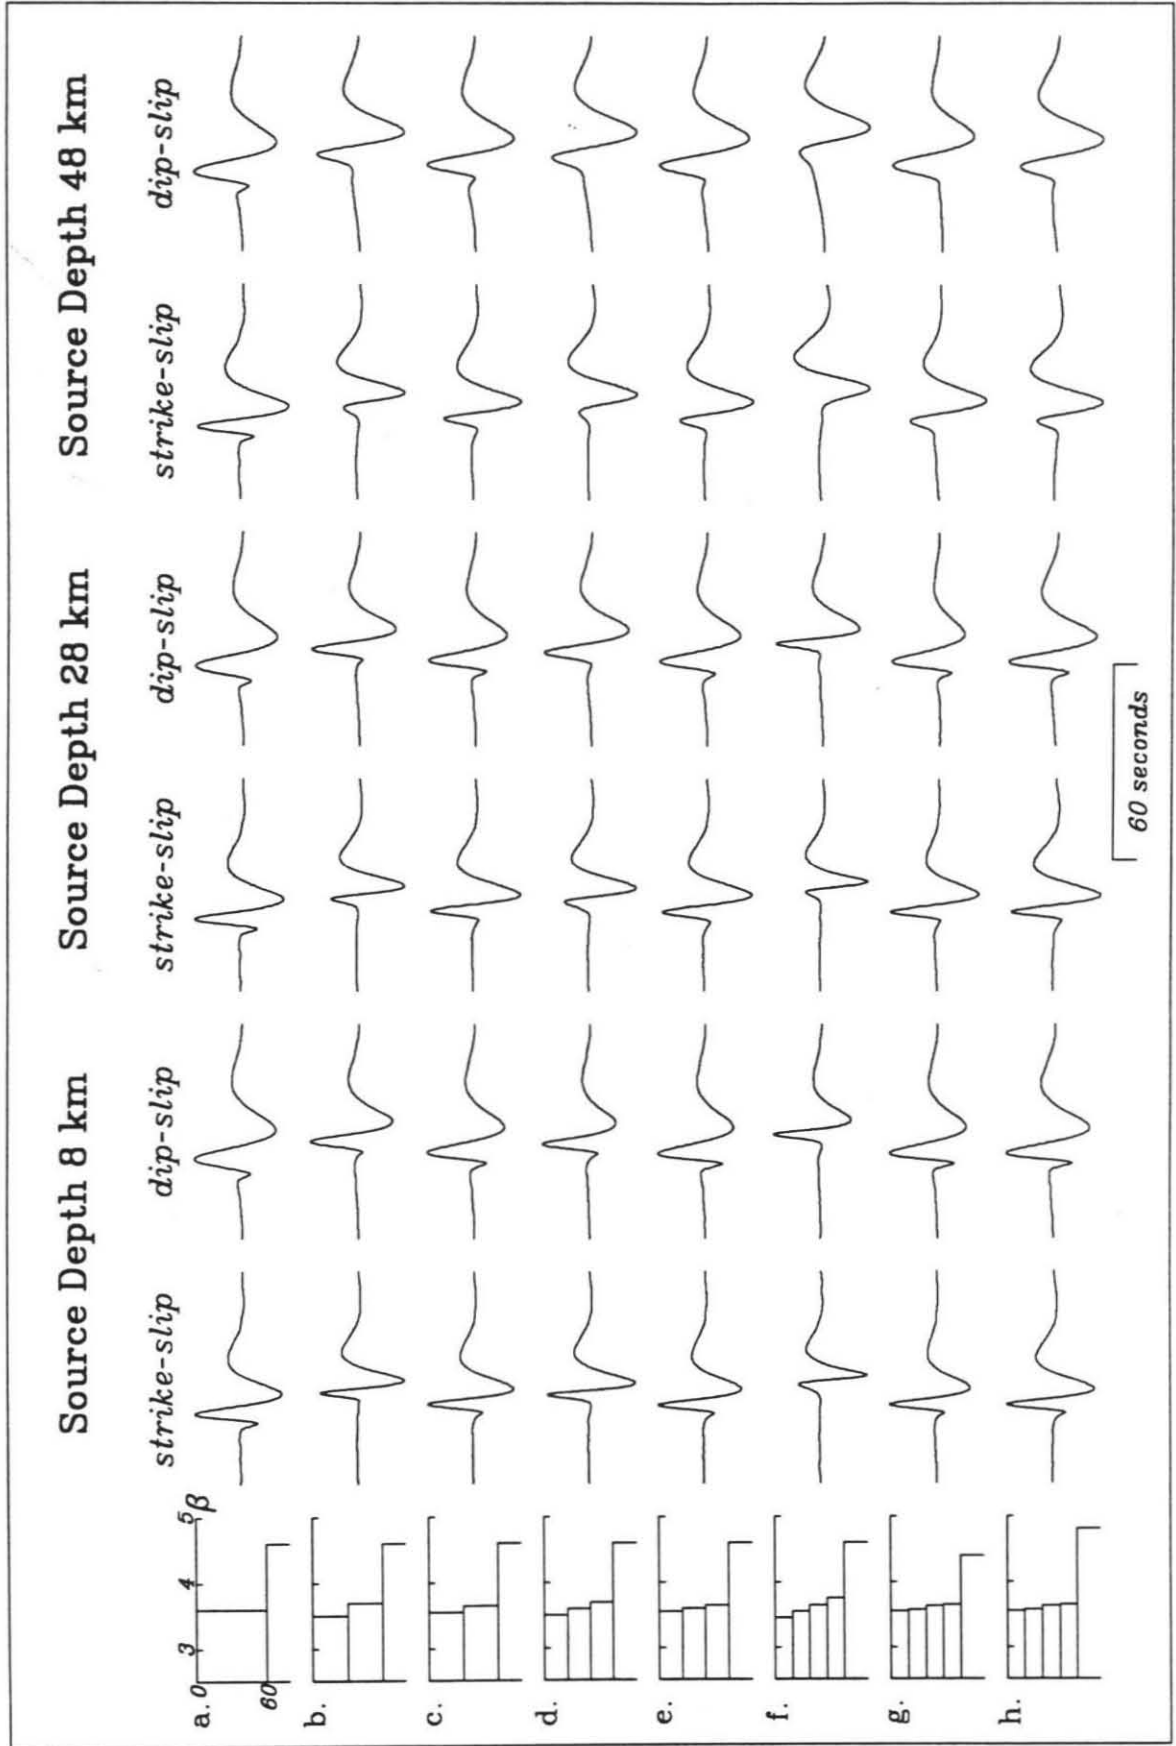 Source Depth 8 km
Source Depth 28 km
Source Depth 48 km
strike-slip
dip-slip
strike-slip
dip-slip
strike-slip
dip-slip
3
4
5
β
a. 0
60
b.
c.
d.
e.
f.
g.
h.
60 seconds